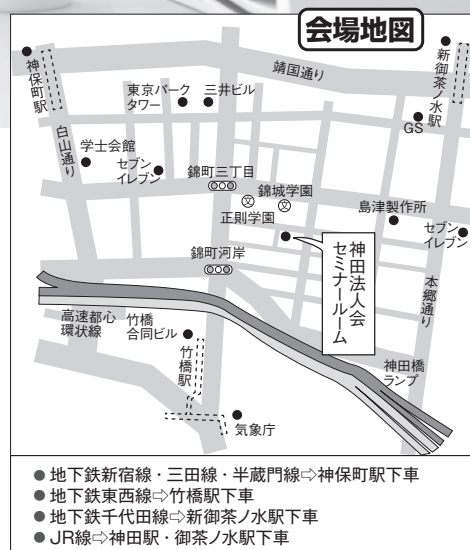 会場地図
神保町駅
靖国通り
新御茶ノ水駅
東京パーク
タワー
三井ビル
GS
白山通り
学士会館
セブン
イレブン
錦町三丁目
錦城学園
文
文
正則学園
島津製作所
セブン
イレブン
神田法人会
セミナールーム
錦町河岸
本郷通り
高速都心
環状線
竹橋
合同ビル
竹橋駅
神田橋
ランプ
気象庁
●地下鉄新宿線・三田線・半蔵門線⇨神保町駅下車
●地下鉄東西線⇨竹橋駅下車
●地下鉄千代田線⇨新御茶ノ水駅下車
●JR線⇨神田駅・御茶ノ水駅下車